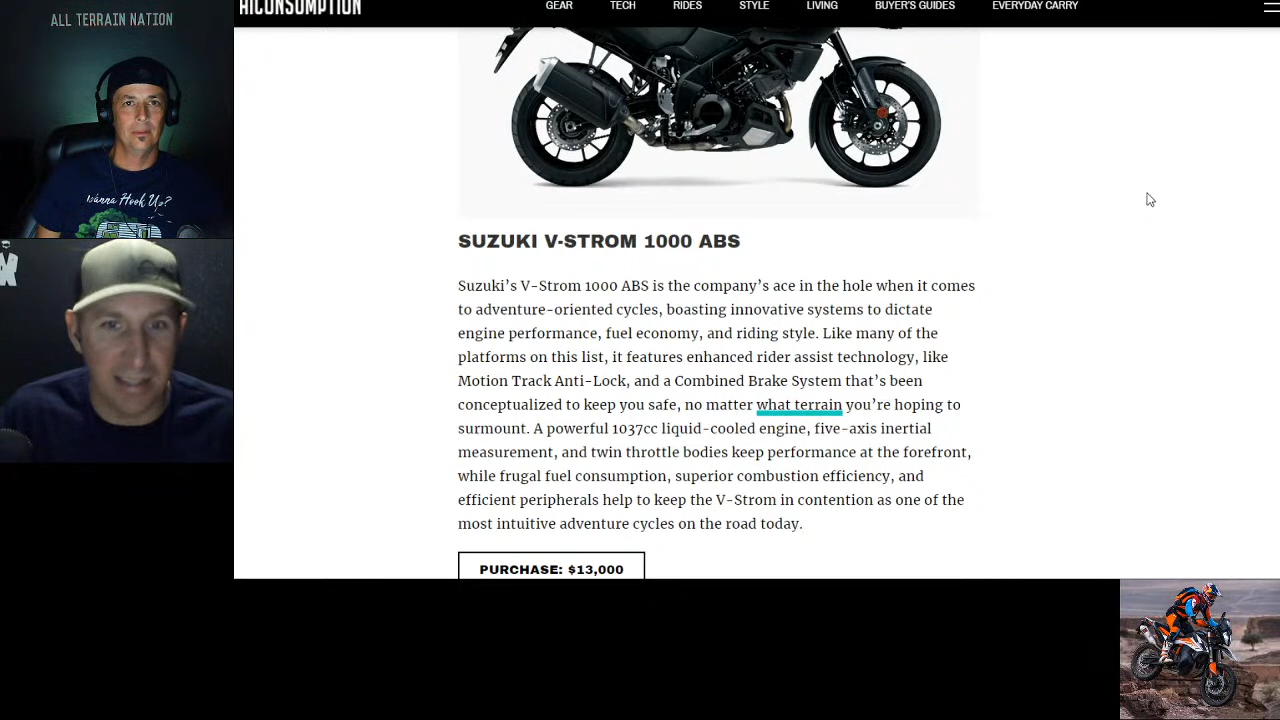 ALL TERRAIN NATION
Wanna Hook Up?
HICONSUMPTION
GEAR TECH RIDES STYLE LIVING BUYER'S GUIDES EVERYDAY CARRY
SUZUKI V-STROM 1000 ABS
Suzuki’s V-Strom 1000 ABS is the company’s ace in the hole when it comes
to adventure-oriented cycles, boasting innovative systems to dictate
engine performance, fuel economy, and riding style. Like many of the
platforms on this list, it features enhanced rider assist technology, like
Motion Track Anti-Lock, and a Combined Brake System that’s been
conceptualized to keep you safe, no matter what terrain you’re hoping to
surmount. A powerful 1037cc liquid-cooled engine, five-axis inertial
measurement, and twin throttle bodies keep performance at the forefront,
while frugal fuel consumption, superior combustion efficiency, and
efficient peripherals help to keep the V-Strom in contention as one of the
most intuitive adventure cycles on the road today.
PURCHASE: $13,000